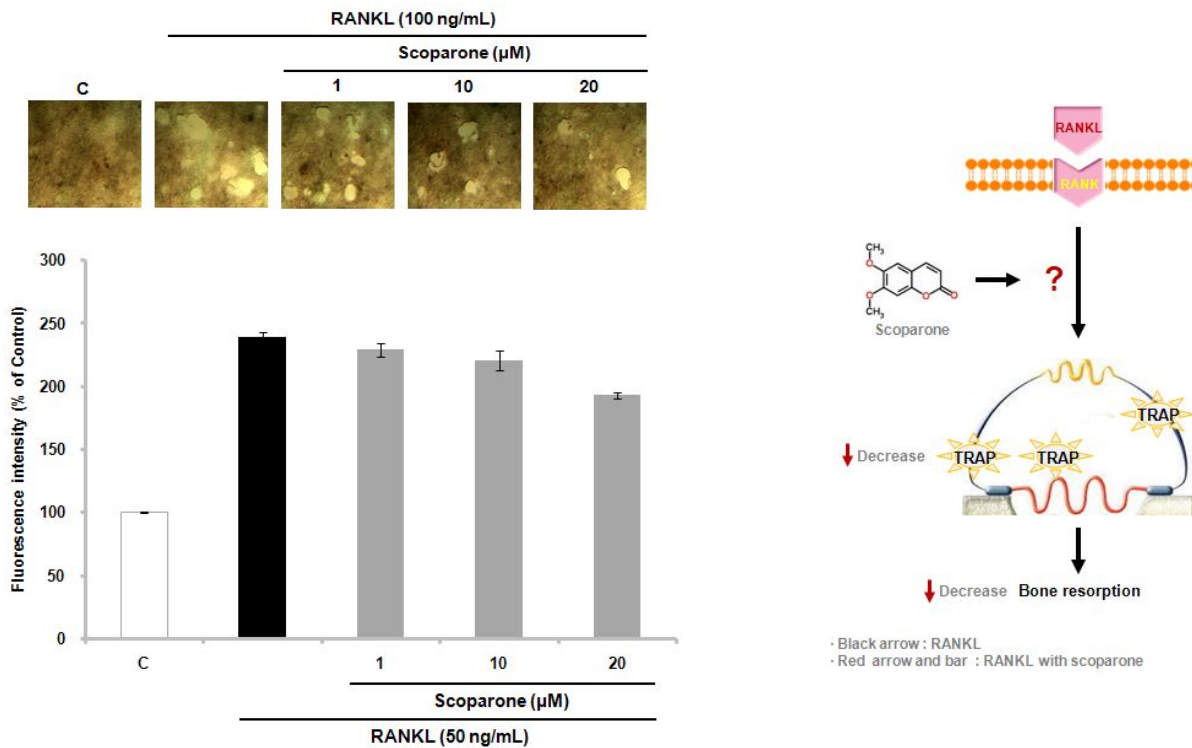 RANKL (100 ng/mL)
Scoparone (µM)
C
1
10
20
Fluorescence intensity (% of Control)
300
250
200
150
100
50
0
C
1
10
20
Scoparone (µM)
RANKL (50 ng/mL)
RANKL
RANK
CH₃
O
O
CH₃
O
O
?
Scoparone
TRAP
Decrease
TRAP
TRAP
Decrease Bone resorption
· Black arrow : RANKL
· Red arrow and bar : RANKL with scoparone